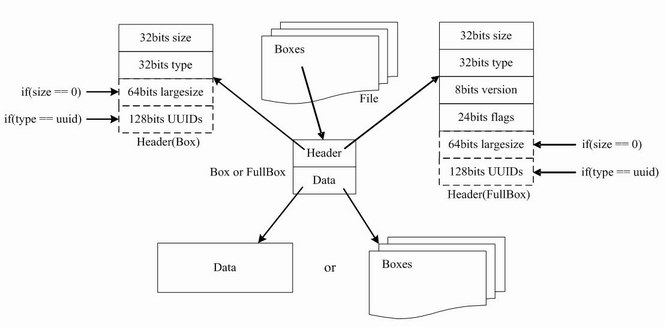 32bits size
32bits type
if(size == 0)
64bits largesize
if(type == uuid)
128bits UUIDs
Header(Box)
Boxes
File
Header
Box or FullBox
Data
32bits size
32bits type
8bits version
24bits flags
64bits largesize
if(size == 0)
128bits UUIDs
if(type == uuid)
Header(FullBox)
Data
or
Boxes